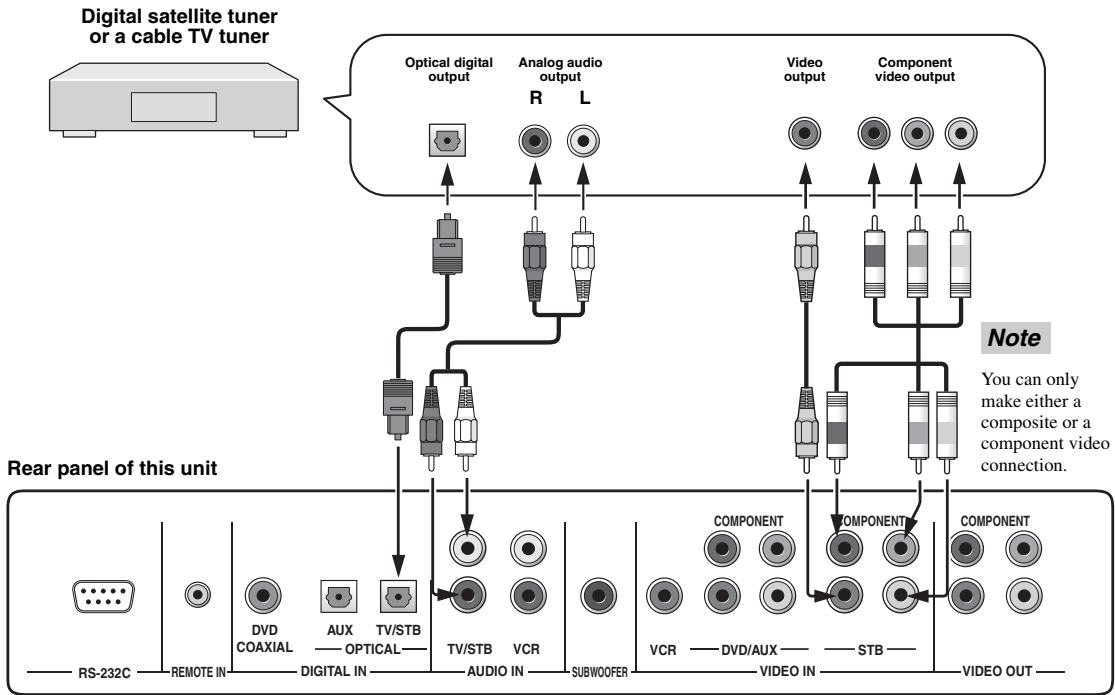 Digital satellite tuner
or a cable TV tuner
Optical digital
output
Analog audio
output
R L
Video
output
Component
video output
Note
You can only
make either a
composite or a
component video
connection.
Rear panel of this unit
COMPONENT COMPONENT COMPONENT
DVD
COAXIAL
AUX TV/STB
OPTICAL
TV/STB VCR
VCR DVD/AUX STB
RS-232C REMOTE IN DIGITAL IN AUDIO IN SUBWOOFER VIDEO IN VIDEO OUT